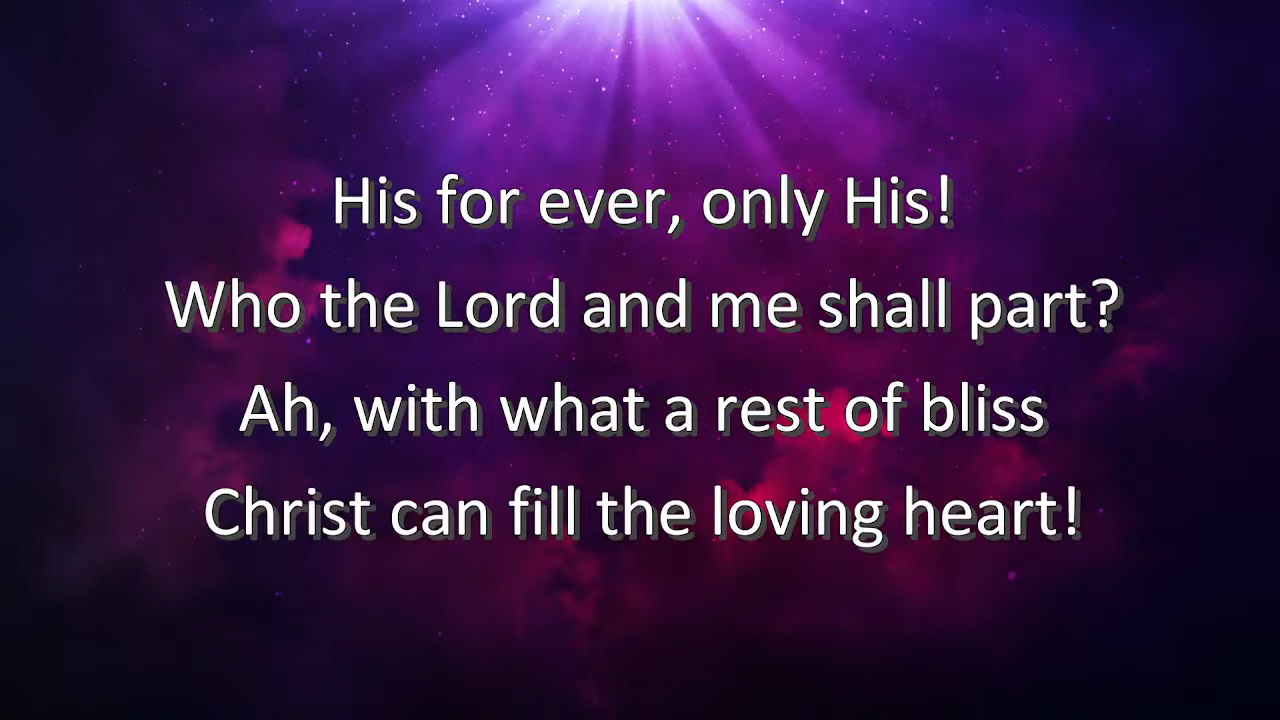 His for ever, only His!
Who the Lord and me shall part?
Ah, with what a rest of bliss
Christ can fill the loving heart!